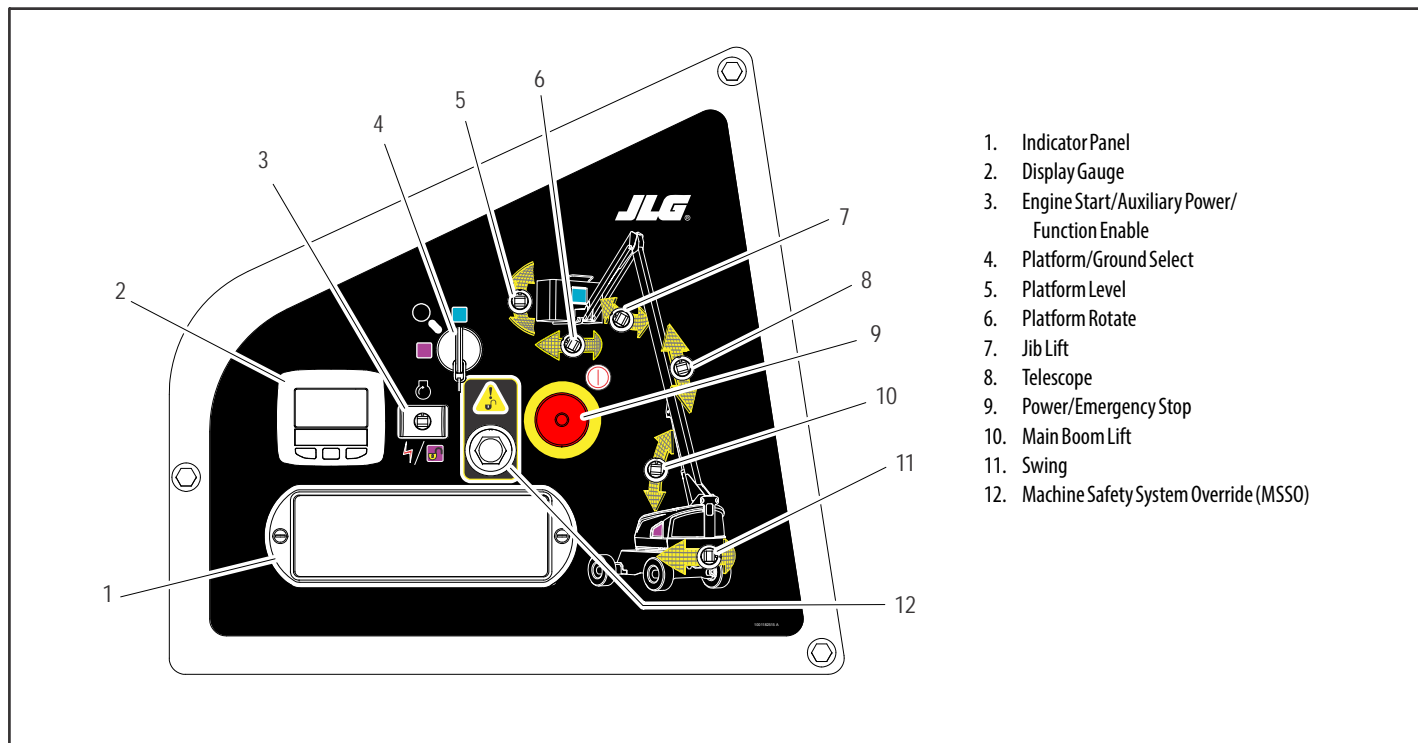 5
6
4
3
JLG®
7
2
8
9
10
11
1
12
1. Indicator Panel
2. Display Gauge
3. Engine Start/Auxiliary Power/
Function Enable
4. Platform/Ground Select
5. Platform Level
6. Platform Rotate
7. Jib Lift
8. Telescope
9. Power/Emergency Stop
10. Main Boom Lift
11. Swing
12. Machine Safety System Override (MSSO)